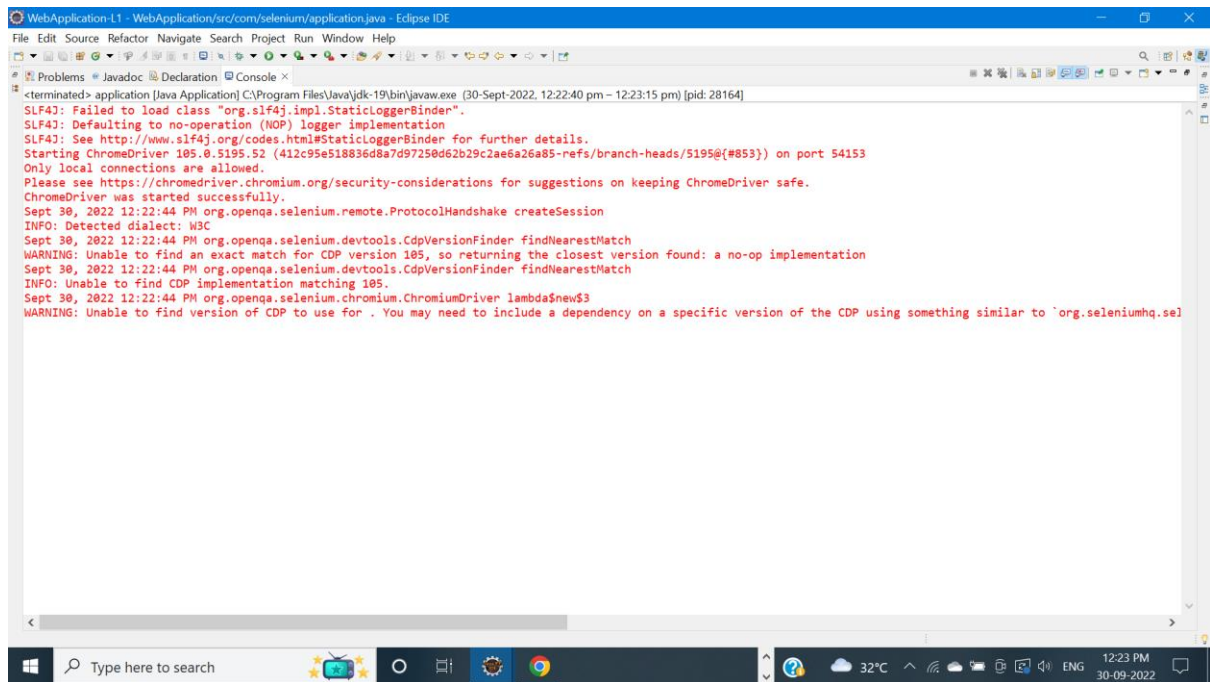 WebApplication-L1 - WebApplication/src/com/selenium/application.java - Eclipse IDE
File Edit Source Refactor Navigate Search Project Run Window Help
Problems Javadoc Declaration Console
<terminated> application [Java Application] C:\Program Files\Java\jdk-19\bin\javaw.exe (30-Sept-2022, 12:22:40 pm – 12:23:15 pm) [pid: 28164]
SLF4J: Failed to load class "org.slf4j.impl.StaticLoggerBinder".
SLF4J: Defaulting to no-operation (NOP) logger implementation
SLF4J: See http://www.slf4j.org/codes.html#StaticLoggerBinder for further details.
Starting ChromeDriver 105.0.5195.52 (412c95e518836d8a7d97250d62b29c2ae6a26a85-refs/branch-heads/5195@{#853}) on port 54153
Only local connections are allowed.
Please see https://chromedriver.chromium.org/security-considerations for suggestions on keeping ChromeDriver safe.
ChromeDriver was started successfully.
Sept 30, 2022 12:22:44 PM org.openqa.selenium.remote.ProtocolHandshake createSession
INFO: Detected dialect: W3C
Sept 30, 2022 12:22:44 PM org.openqa.selenium.devtools.CdpVersionFinder findNearestMatch
WARNING: Unable to find an exact match for CDP version 105, so returning the closest version found: a no-op implementation
Sept 30, 2022 12:22:44 PM org.openqa.selenium.devtools.CdpVersionFinder findNearestMatch
INFO: Unable to find CDP implementation matching 105.
Sept 30, 2022 12:22:44 PM org.openqa.selenium.chromium.ChromiumDriver lambda$new$3
WARNING: Unable to find version of CDP to use for . You may need to include a dependency on a specific version of the CDP using something similar to `org.seleniumhq.sel
Type here to search
32°C
ENG
12:23 PM
30-09-2022